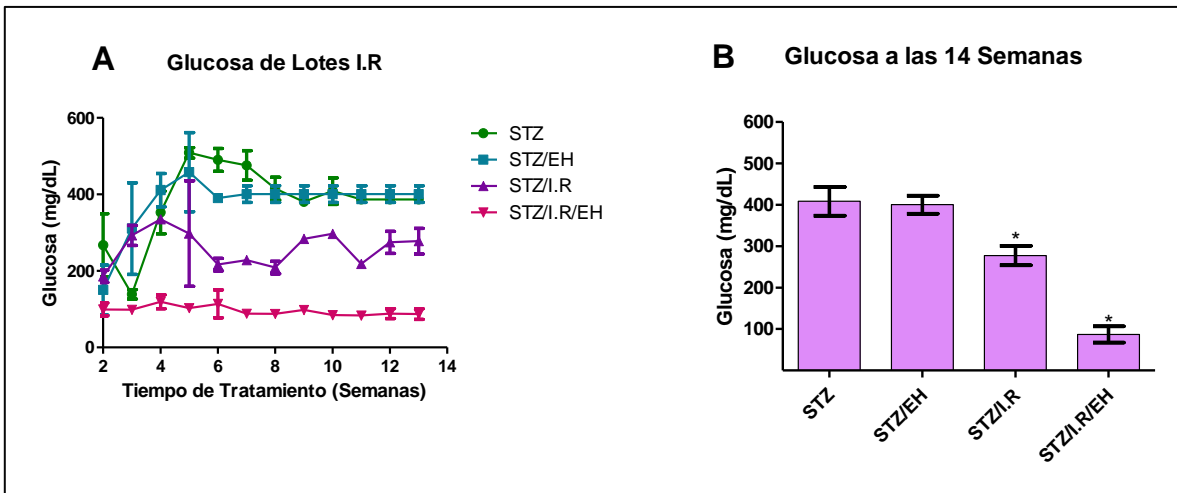 A
Glucosa de Lotes I.R
Glucosa (mg/dL)
600
400
200
0
2
4
6
8
10
12
14
Tiempo de Tratamiento (Semanas)
STZ
STZ/EH
STZ/I.R
STZ/I.R/EH
B
Glucosa a las 14 Semanas
Glucosa (mg/dL)
600
500
400
300
200
100
*
*
STZ
STZ/EH
STZ/I.R
STZ/I.R/EH